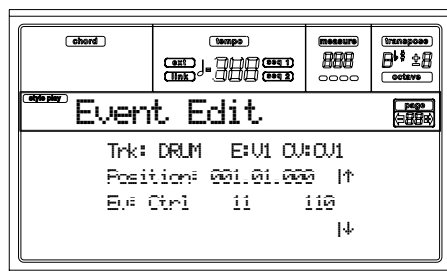 chord tempo measure transpose
ext seq 1
link seq 2
octave
style play page
Event Edit
Trk: DRUM E:V1 CV:CV1
Position: 001.01.000 |↑
Ev: Ctrl 11 110
|↓